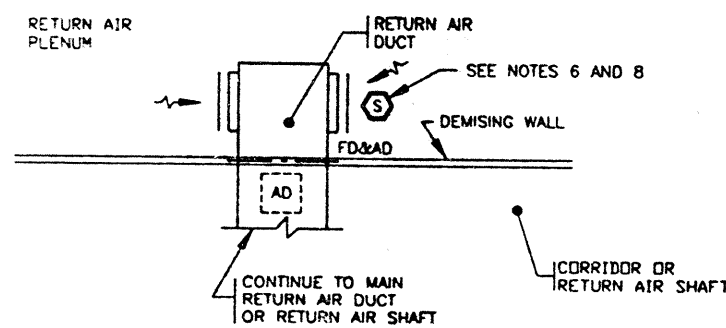 RETURN AIR
PLENUM
RETURN AIR
DUCT
SEE NOTES 6 AND 8
S
DEMISING WALL
FD&AD
AD
CONTINUE TO MAIN
RETURN AIR DUCT
OR RETURN AIR SHAFT
CORRIDOR OR
RETURN AIR SHAFT